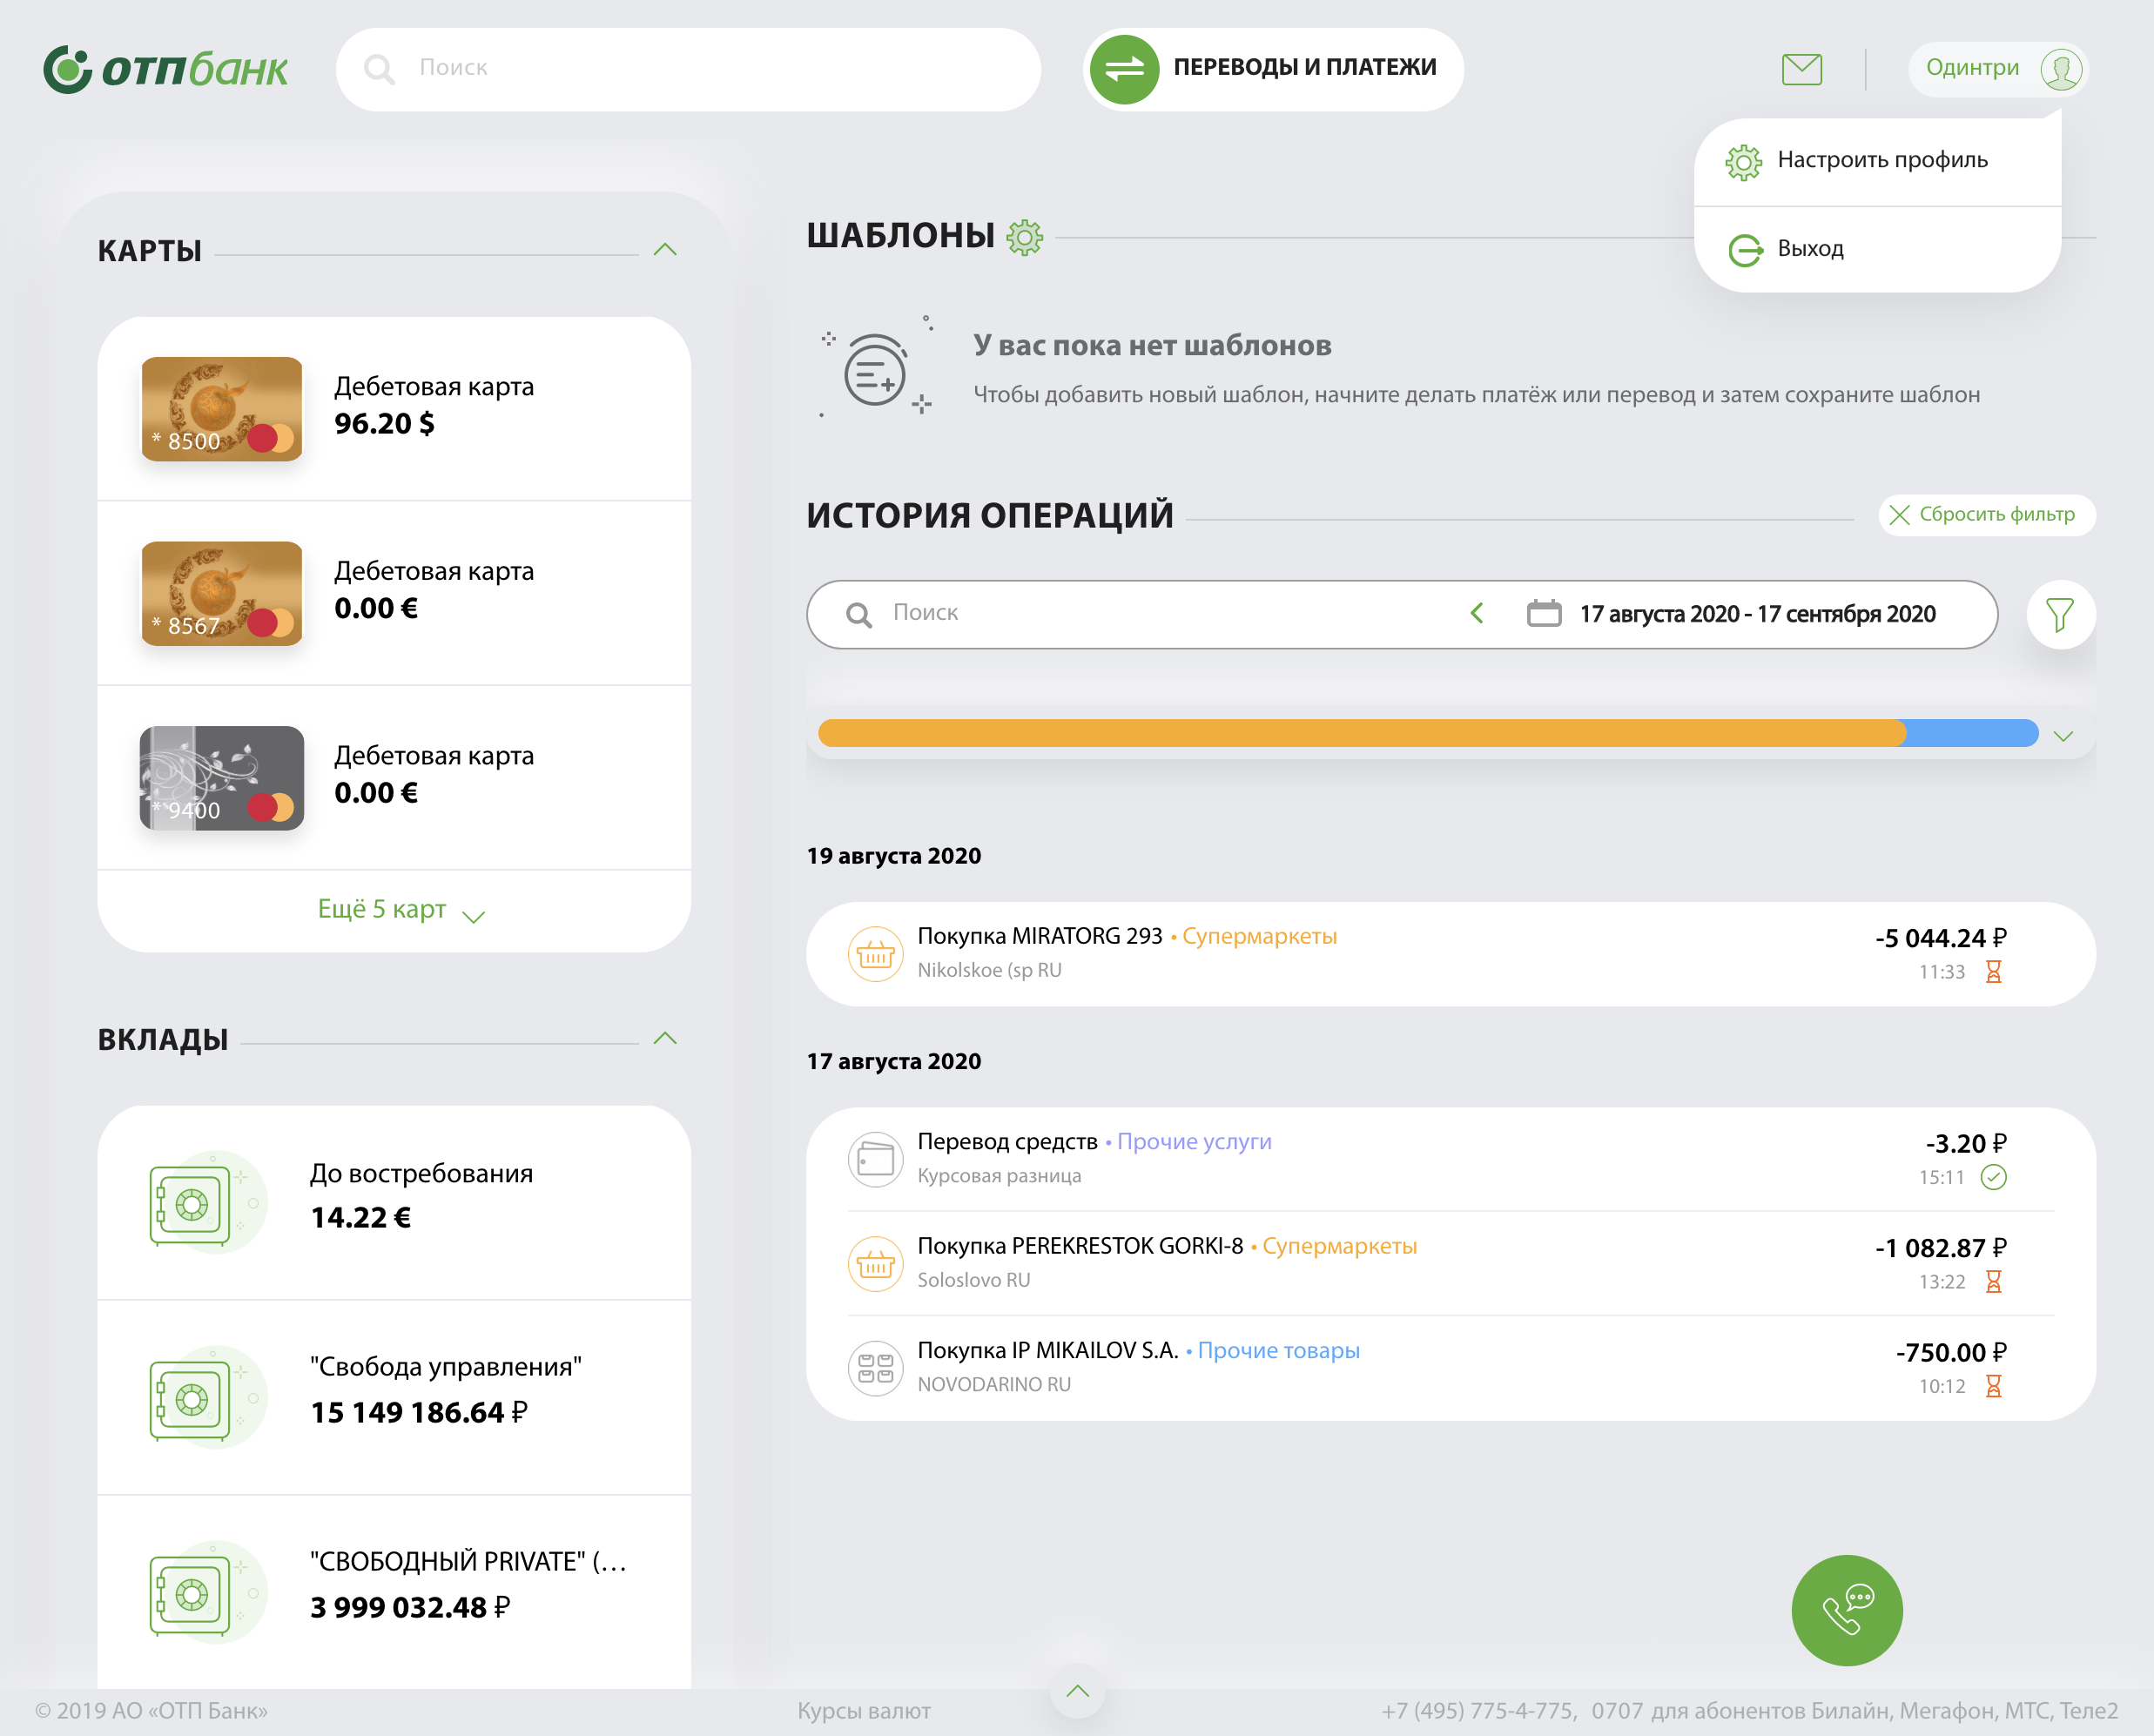 отпбанк
Поиск
ПЕРЕВОДЫ И ПЛАТЕЖИ
Одинтри
Настроить профиль
Выход
КАРТЫ
* 8500
Дебетовая карта
96.20 $
* 8567
Дебетовая карта
0.00 €
* 9400
Дебетовая карта
0.00 €
Ещё 5 карт
ВКЛАДЫ
До востребования
14.22 €
"Свобода управления"
15 149 186.64 ₽
"СВОБОДНЫЙ PRIVATE" (...
3 999 032.48 ₽
ШАБЛОНЫ
У вас пока нет шаблонов
Чтобы добавить новый шаблон, начните делать платёж или перевод и затем сохраните шаблон
ИСТОРИЯ ОПЕРАЦИЙ
Сбросить фильтр
Поиск
17 августа 2020 - 17 сентября 2020
19 августа 2020
Покупка MIRATORG 293 • Супермаркеты
-5 044.24 ₽
Nikolskoe (sp RU
11:33
17 августа 2020
Перевод средств • Прочие услуги
-3.20 ₽
Курсовая разница
15:11
Покупка PEREKRESTOK GORKI-8 • Супермаркеты
-1 082.87 ₽
Soloslovo RU
13:22
Покупка IP MIKAILOV S.A. • Прочие товары
-750.00 ₽
NOVODARINO RU
10:12
© 2019 АО «ОТП Банк»
Курсы валют
+7 (495) 775-4-775, 0707 для абонентов Билайн, Мегафон, МТС, Теле2